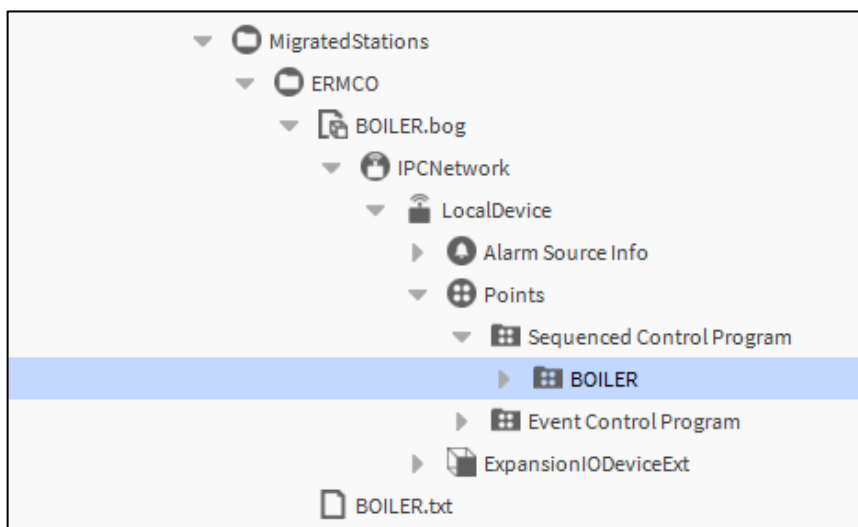 MigratedStations
ERMCO
BOILER.bog
IPCNetwork
LocalDevice
Alarm Source Info
Points
Sequenced Control Program
BOILER
Event Control Program
ExpansionIODeviceExt
BOILER.txt